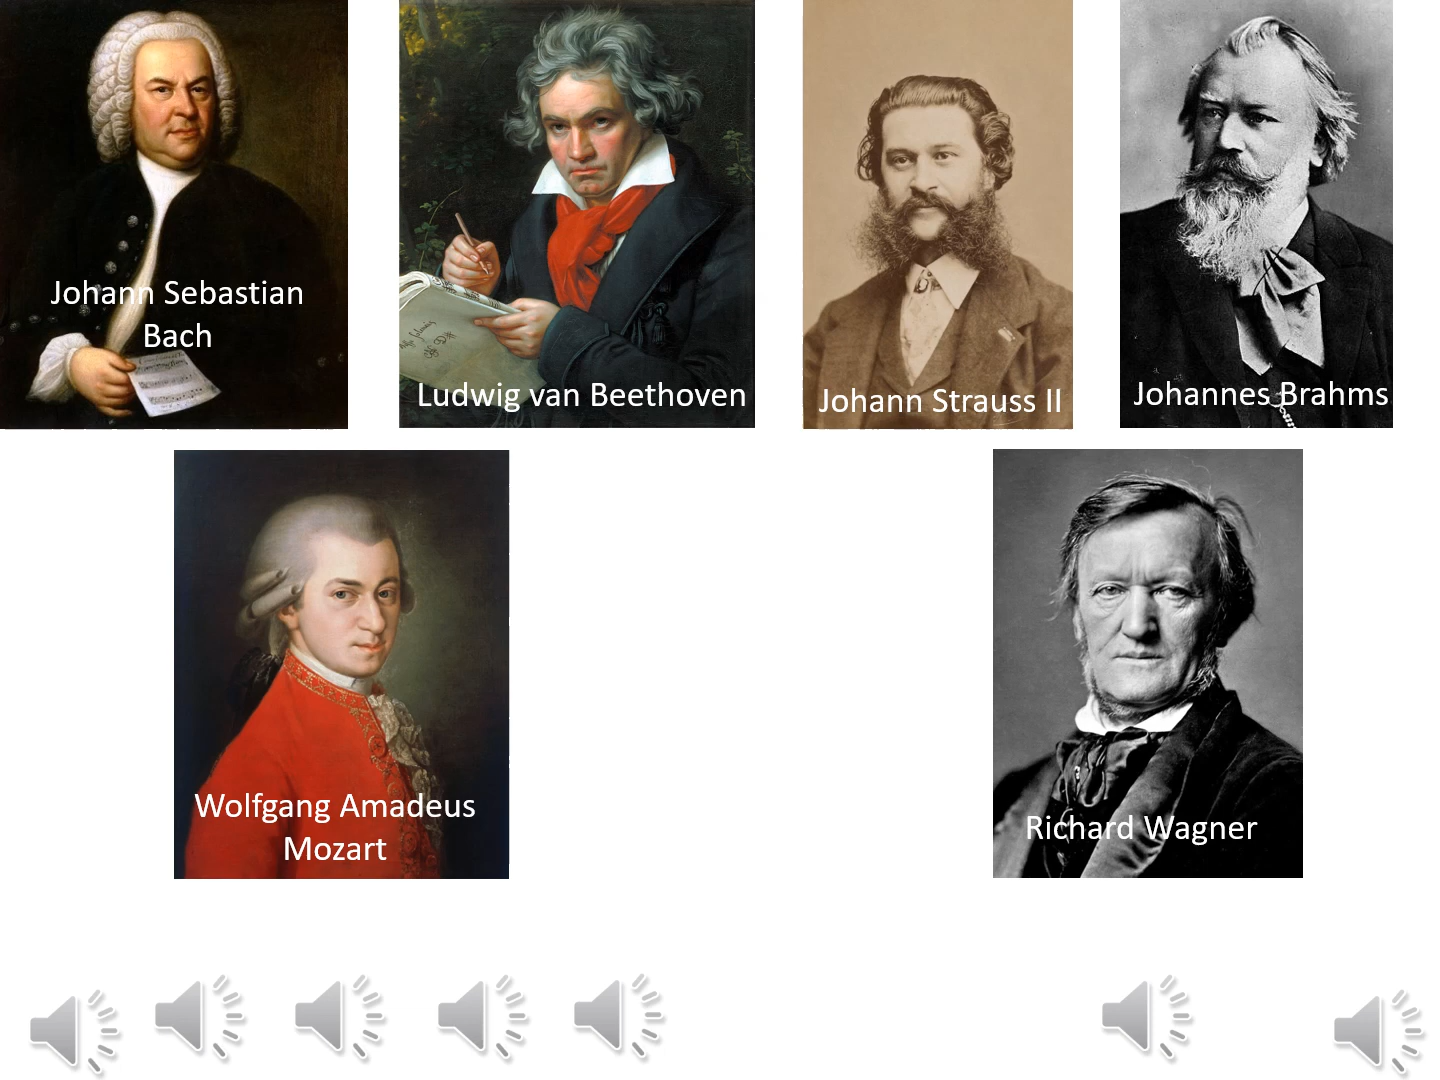 Johann Sebastian
Bach
Ludwig van Beethoven
Johann Strauss II
Johannes Brahms
Wolfgang Amadeus
Mozart
Richard Wagner